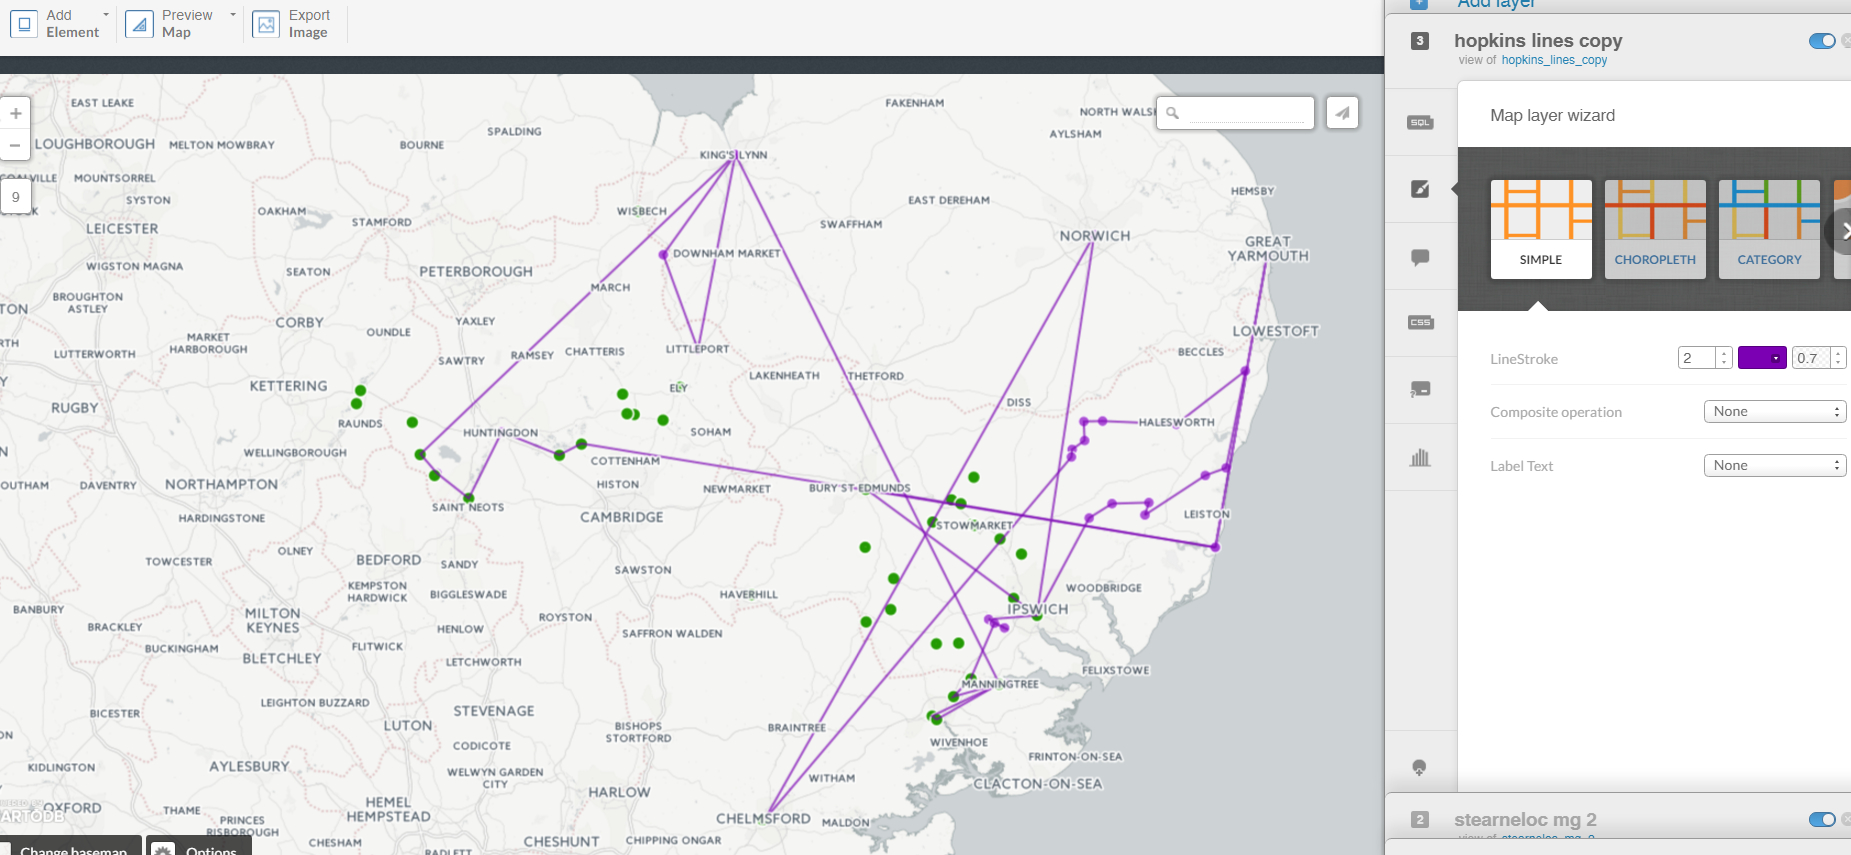 Add
Element
Preview
Map
Export
Image
Add layer
3
hopkins lines copy
view of hopkins_lines_copy
Map layer wizard
SQL
CSS
SIMPLE
CHOROPLETH
CATEGORY
LineStroke
2
0.7
Composite operation
None
Label Text
None
2
stearneloc mg 2
view of stearneloc_mg_2
+
−
9
EAST LEAKE
LOUGHBOROUGH
MELTON MOWBRAY
SPALDING
BOURNE
FAKENHAM
NORTH WALSH
AYLSHAM
KING'S LYNN
MOUNTSORREL
SYSTON
OAKHAM
STAMFORD
WISBECH
SWAFFHAM
EAST DEREHAM
HEMSBY
LEICESTER
NORWICH
GREAT
YARMOUTH
WIGSTON MAGNA
SEATON
PETERBOROUGH
DOWNHAM MARKET
MARCH
BROUGHTON
ASTLEY
CORBY
OUNDLE
YAXLEY
LOWESTOFT
MARKET
HARBOROUGH
LUTTERWORTH
SAWTRY
RAMSEY
CHATTERIS
LITTLEPORT
BECCLES
KETTERING
ELY
LAKENHEATH
THETFORD
DISS
RUGBY
RAUNDS
HUNTINGDON
SOHAM
HALESWORTH
WELLINGBOROUGH
COTTENHAM
DAVENTRY
NORTHAMPTON
HISTON
NEWMARKET
BURY ST EDMUNDS
SAINT NEOTS
CAMBRIDGE
STOWMARKET
LEISTON
HARDINGSTONE
OLNEY
BEDFORD
SANDY
SAWSTON
TOWCESTER
KEMPSTON
HARDWICK
BIGGLESWADE
HAVERHILL
WOODBRIDGE
BANBURY
MILTON
KEYNES
ROYSTON
IPSWICH
BRACKLEY
HENLOW
SAFFRON WALDEN
BUCKINGHAM
FLITWICK
BLETCHLEY
LETCHWORTH
FELIXSTOWE
MANNINGTREE
LEIGHTON BUZZARD
STEVENAGE
BICESTER
LUTON
BISHOPS
STORTFORD
BRAINTREE
CODICOTE
WIVENHOE
FRINTON-ON-SEA
KIDLINGTON
AYLESBURY
WELWYN GARDEN
CITY
WITHAM
CLACTON-ON-SEA
HARLOW
OXFORD
THAME
HEMEL
HEMPSTEAD
CHELMSFORD
MALDON
PRINCES
RISBOROUGH
CHESHAM
CHESHUNT
CHIPPING ONGAR
RADLETT
ARTODB
Change basemap
Options